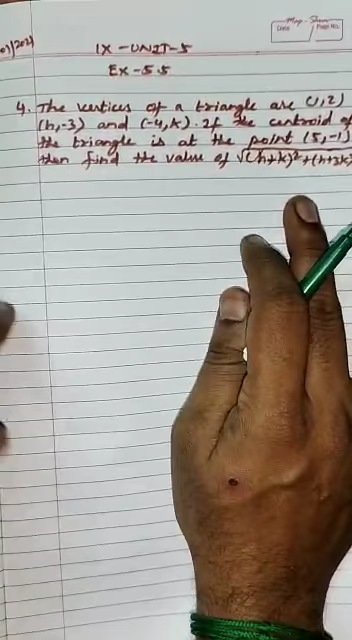 IX - UNIT - 5
Ex - 5.5
4. The vertices of a triangle are (1,2)
(h,-3) and (-4,k). If the centroid of
the triangle is at the point (5,-1)
then find the value of √(h+k)²+(h+3k)²